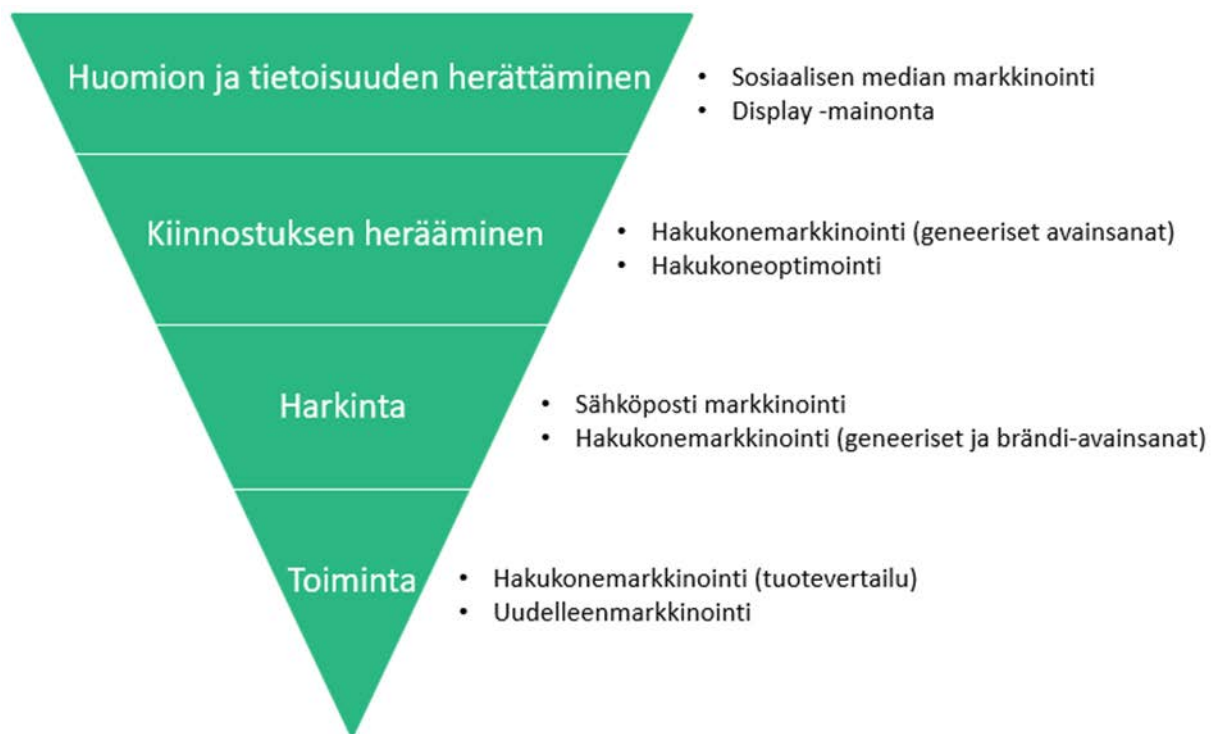 Huomion ja tietoisuuden herättäminen
• Sosiaalisen median markkinointi
• Display -mainonta
Kiinnostuksen herääminen
• Hakukonemarkkinointi (geneeriset avainsanat)
• Hakukoneoptimointi
Harkinta
• Sähköposti markkinointi
• Hakukonemarkkinointi (geneeriset ja brändi-avainsanat)
Toiminta
• Hakukonemarkkinointi (tuotevertailu)
• Uudelleenmarkkinointi